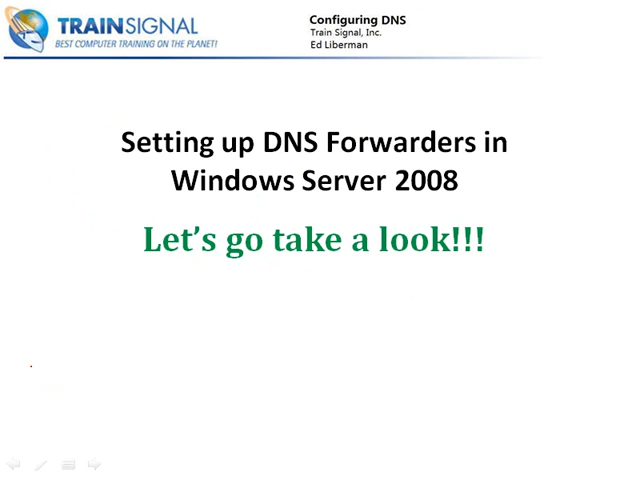 TRAINSIGNAL
BEST COMPUTER TRAINING ON THE PLANET!
Configuring DNS
Train Signal, Inc.
Ed Liberman
Setting up DNS Forwarders in
Windows Server 2008
Let's go take a look!!!